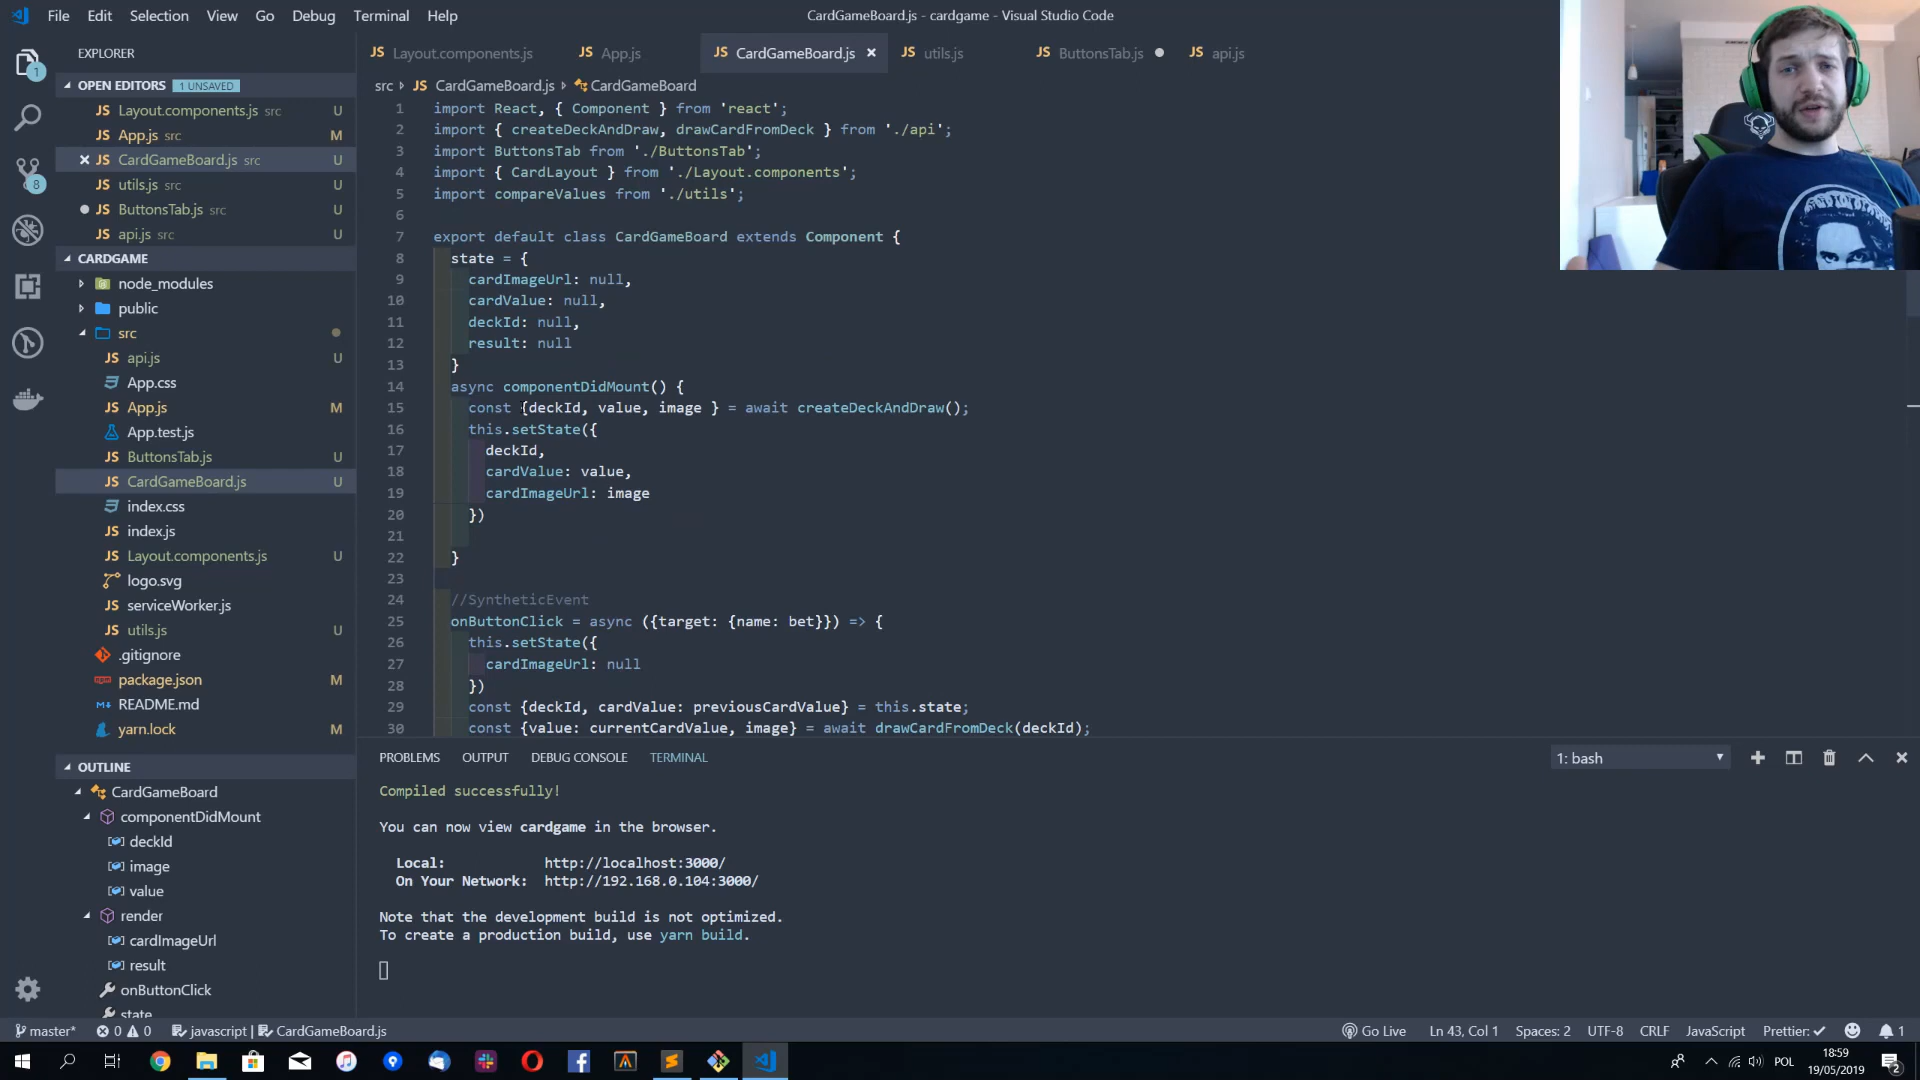 File Edit Selection View Go Debug Terminal Help
CardGameBoard.js - cardgame - Visual Studio Code
EXPLORER
OPEN EDITORS 1 UNSAVED
Layout.components.js src U
App.js src M
CardGameBoard.js src U
utils.js src U
ButtonsTab.js src U
api.js src U
CARDGAME
node_modules
public
src
api.js U
App.css
App.js M
App.test.js
ButtonsTab.js U
CardGameBoard.js U
index.css
index.js
Layout.components.js U
logo.svg
serviceWorker.js
utils.js U
.gitignore
package.json M
README.md
yarn.lock M
OUTLINE
CardGameBoard
componentDidMount
deckId
image
value
render
cardImageUrl
result
onButtonClick
state
1
8
JS Layout.components.js JS App.js JS CardGameBoard.js JS utils.js JS ButtonsTab.js JS api.js
src JS CardGameBoard.js CardGameBoard
1 import React, { Component } from 'react';
2 import { createDeckAndDraw, drawCardFromDeck } from './api';
3 import ButtonsTab from './ButtonsTab';
4 import { CardLayout } from './Layout.components';
5 import compareValues from './utils';
6
7 export default class CardGameBoard extends Component {
8 state = {
9 cardImageUrl: null,
10 cardValue: null,
11 deckId: null,
12 result: null
13 }
14 async componentDidMount() {
15 const {deckId, value, image } = await createDeckAndDraw();
16 this.setState({
17 deckId,
18 cardValue: value,
19 cardImageUrl: image
20 })
21
22 }
23
24 //SyntheticEvent
25 onButtonClick = async ({target: {name: bet}}) => {
26 this.setState({
27 cardImageUrl: null
28 })
29 const {deckId, cardValue: previousCardValue} = this.state;
30 const {value: currentCardValue, image} = await drawCardFromDeck(deckId);
PROBLEMS OUTPUT DEBUG CONSOLE TERMINAL 1: bash
Compiled successfully!
You can now view cardgame in the browser.
Local: http://localhost:3000/
On Your Network: http://192.168.0.104:3000/
Note that the development build is not optimized.
To create a production build, use yarn build.
master* 0 0 javascript | CardGameBoard.js Go Live Ln 43, Col 1 Spaces: 2 UTF-8 CRLF JavaScript Prettier: ✓ 1
POL 18:59
19/05/2019 2